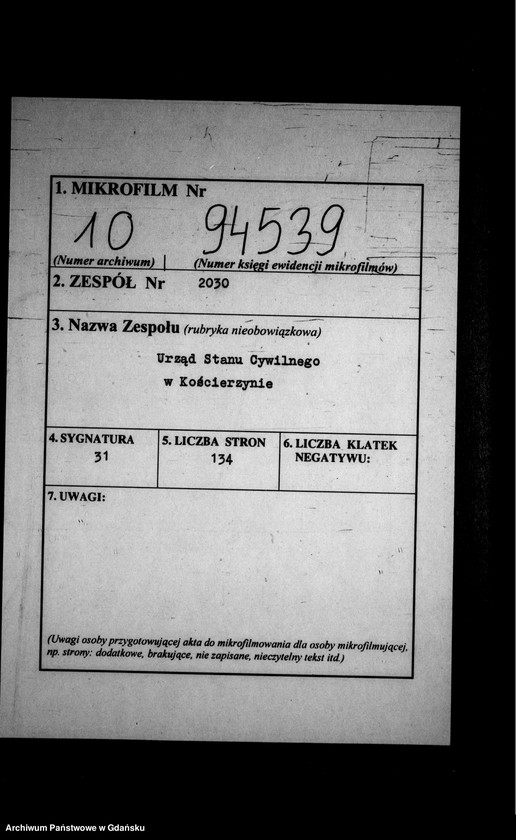 1. MIKROFILM Nr
10 94539
(Numer archiwum) (Numer księgi ewidencji mikrofilmów)
2. ZESPÓŁ Nr 2030
3. Nazwa Zespołu (rubryka nieobowiązkowa)
Urząd Stanu Cywilnego
w Kościerzynie
4. SYGNATURA 5. LICZBA STRON 6. LICZBA KLATEK
31 134 NEGATYWU:
7. UWAGI:
(Uwagi osoby przygotowującej akta do mikrofilmowania dla osoby mikrofilmującej,
np. strony: dodatkowe, brakujące, nie zapisane, nieczytelny tekst itd.)
Archiwum Państwowe w Gdańsku